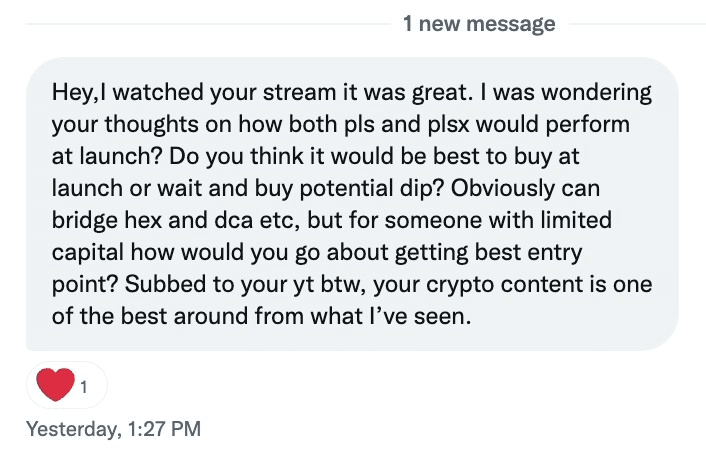 1 new message
Hey,I watched your stream it was great. I was wondering
your thoughts on how both pls and plsx would perform
at launch? Do you think it would be best to buy at
launch or wait and buy potential dip? Obviously can
bridge hex and dca etc, but for someone with limited
capital how would you go about getting best entry
point? Subbed to your yt btw, your crypto content is one
of the best around from what I've seen.
1
Yesterday, 1:27 PM